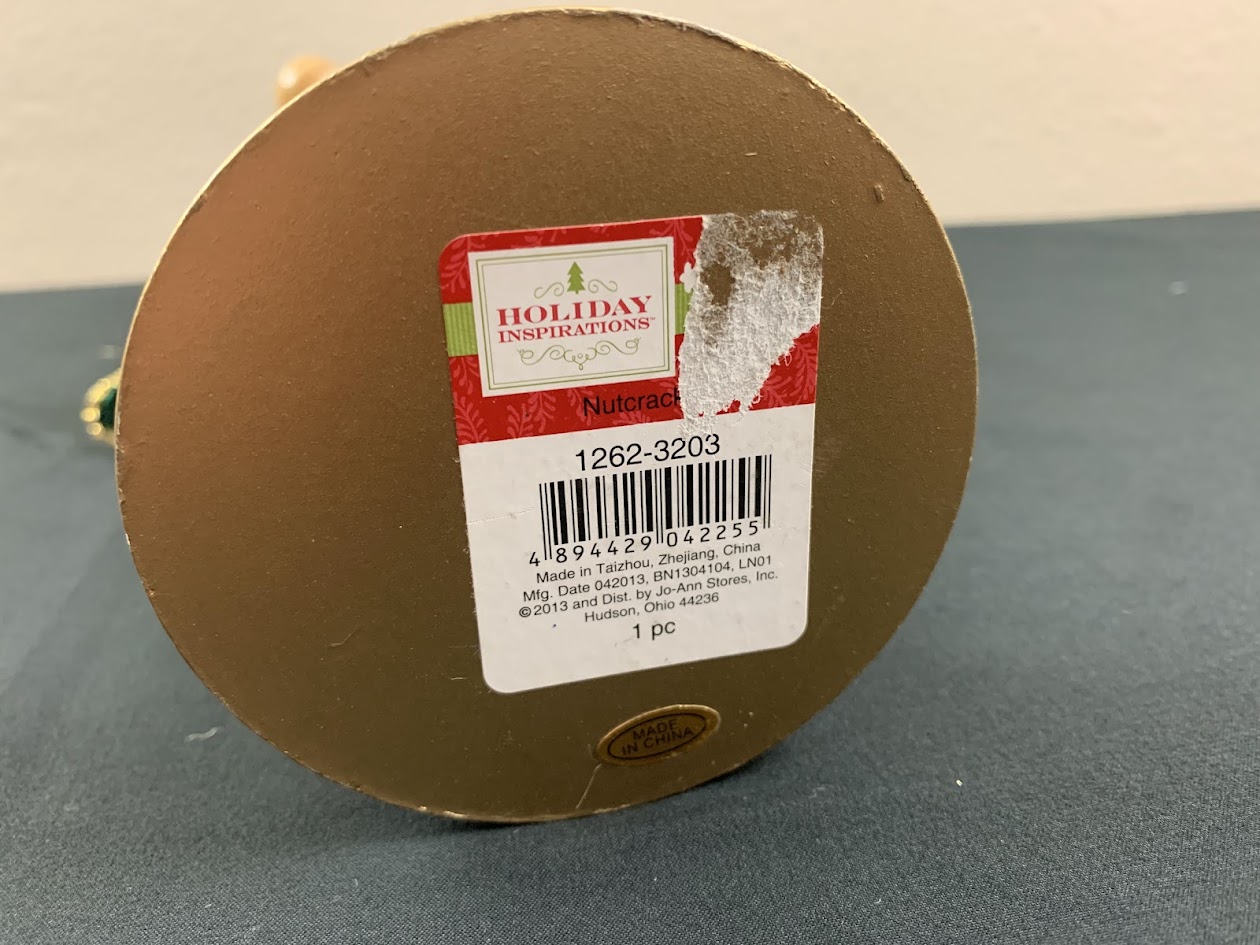 HOLIDAY
INSPIRATIONS™
1262-3203
4 894429 042255
Made in Taizhou, Zhejiang, China
Mfg. Date 042013, BN1304104, LN01
©2013 and Dist. by Jo-Ann Stores, Inc.
Hudson, Ohio 44236
1 pc
MADE
IN CHINA